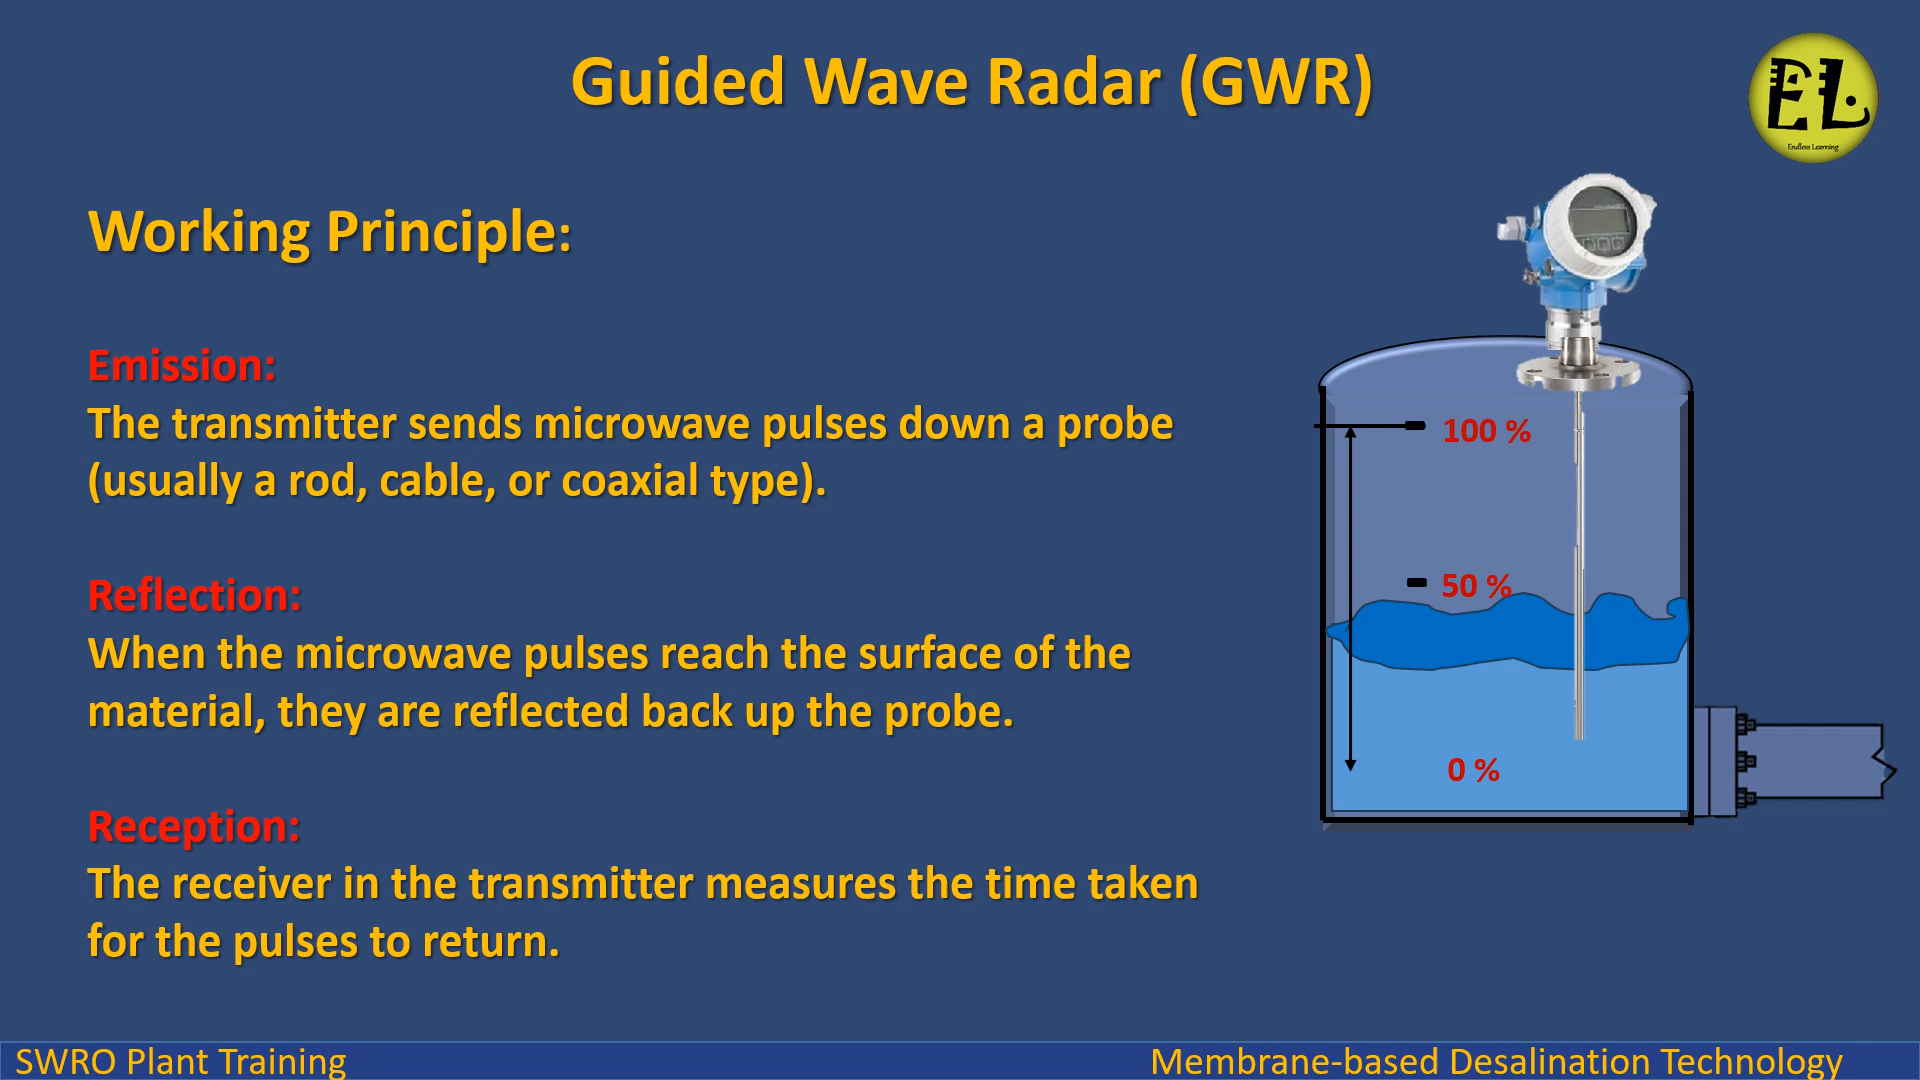 Guided Wave Radar (GWR)
EL
Endless Learning
Working Principle:
Emission:
The transmitter sends microwave pulses down a probe
(usually a rod, cable, or coaxial type).
Reflection:
When the microwave pulses reach the surface of the
material, they are reflected back up the probe.
Reception:
The receiver in the transmitter measures the time taken
for the pulses to return.
100 %
50 %
0 %
SWRO Plant Training
Membrane-based Desalination Technology